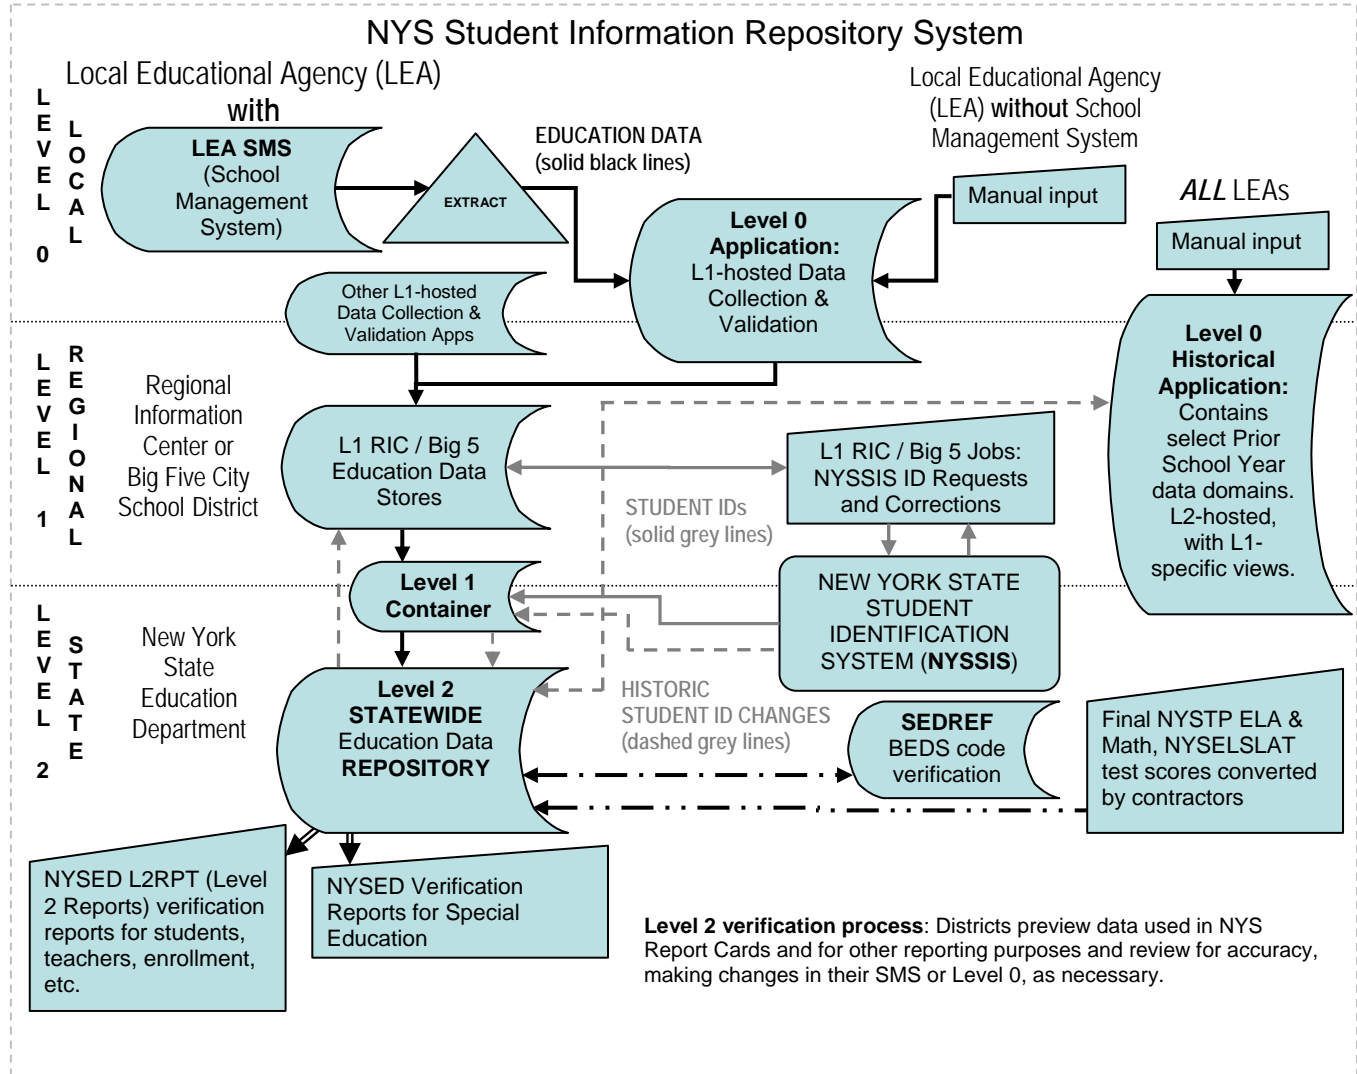 NYS Student Information Repository System
Local Educational Agency (LEA)
with
Local Educational Agency
(LEA) without School
Management System
LEVEL 0
LOCAL
LEA SMS
(School
Management
System)
EXTRACT
EDUCATION DATA
(solid black lines)
Level 0
Application:
L1-hosted Data
Collection &
Validation
Manual input
ALL LEAs
Manual input
Other L1-hosted
Data Collection &
Validation Apps
Level 0
Historical
Application:
Contains
select Prior
School Year
data domains.
L2-hosted,
with L1-
specific views.
LEVEL 1
REGIONAL
Regional
Information
Center or
Big Five City
School District
L1 RIC / Big 5
Education Data
Stores
L1 RIC / Big 5 Jobs:
NYSSIS ID Requests
and Corrections
STUDENT IDs
(solid grey lines)
Level 1
Container
NEW YORK STATE
STUDENT
IDENTIFICATION
SYSTEM (NYSSIS)
LEVEL 2
STATE
New York
State
Education
Department
Level 2
STATEWIDE
Education Data
REPOSITORY
HISTORIC
STUDENT ID CHANGES
(dashed grey lines)
SEDREF
BEDS code
verification
Final NYSTP ELA &
Math, NYSELSLAT
test scores converted
by contractors
NYSED L2RPT (Level
2 Reports) verification
reports for students,
teachers, enrollment,
etc.
NYSED Verification
Reports for Special
Education
Level 2 verification process: Districts preview data used in NYS
Report Cards and for other reporting purposes and review for accuracy,
making changes in their SMS or Level 0, as necessary.